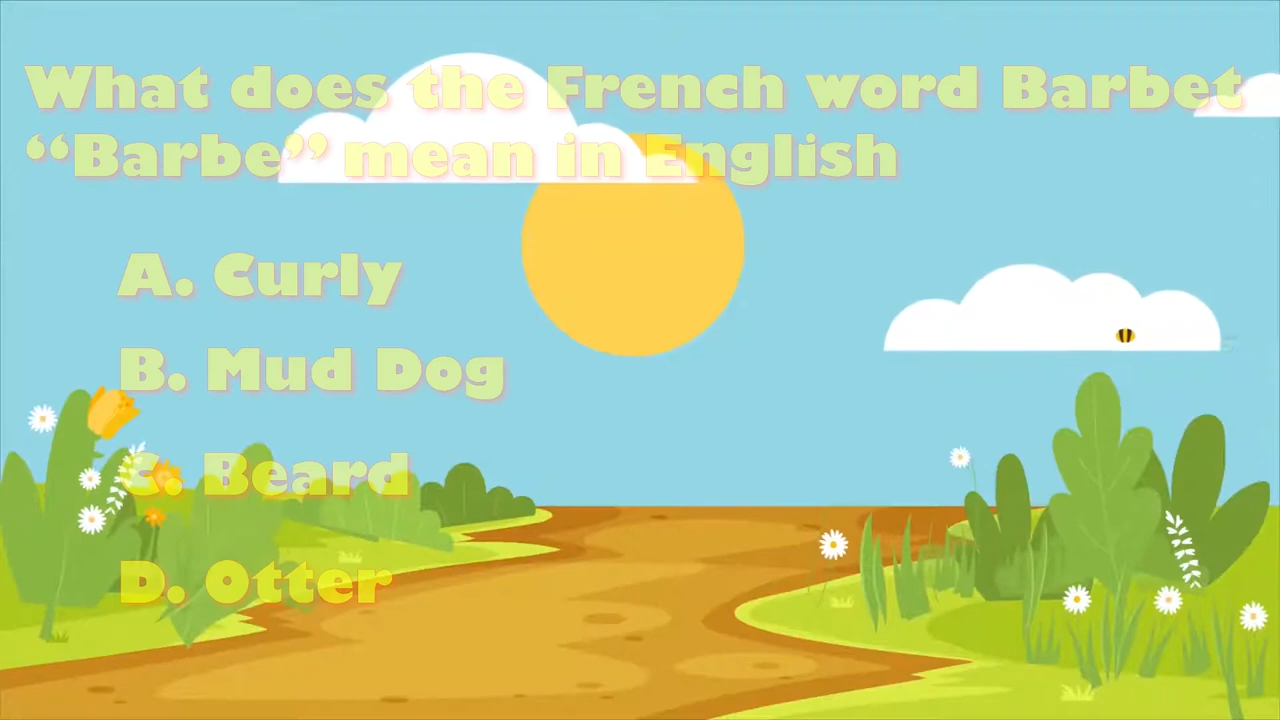 What does the French word Barbet
“Barbe” mean in English
A. Curly
B. Mud Dog
C. Beard
D. Otter